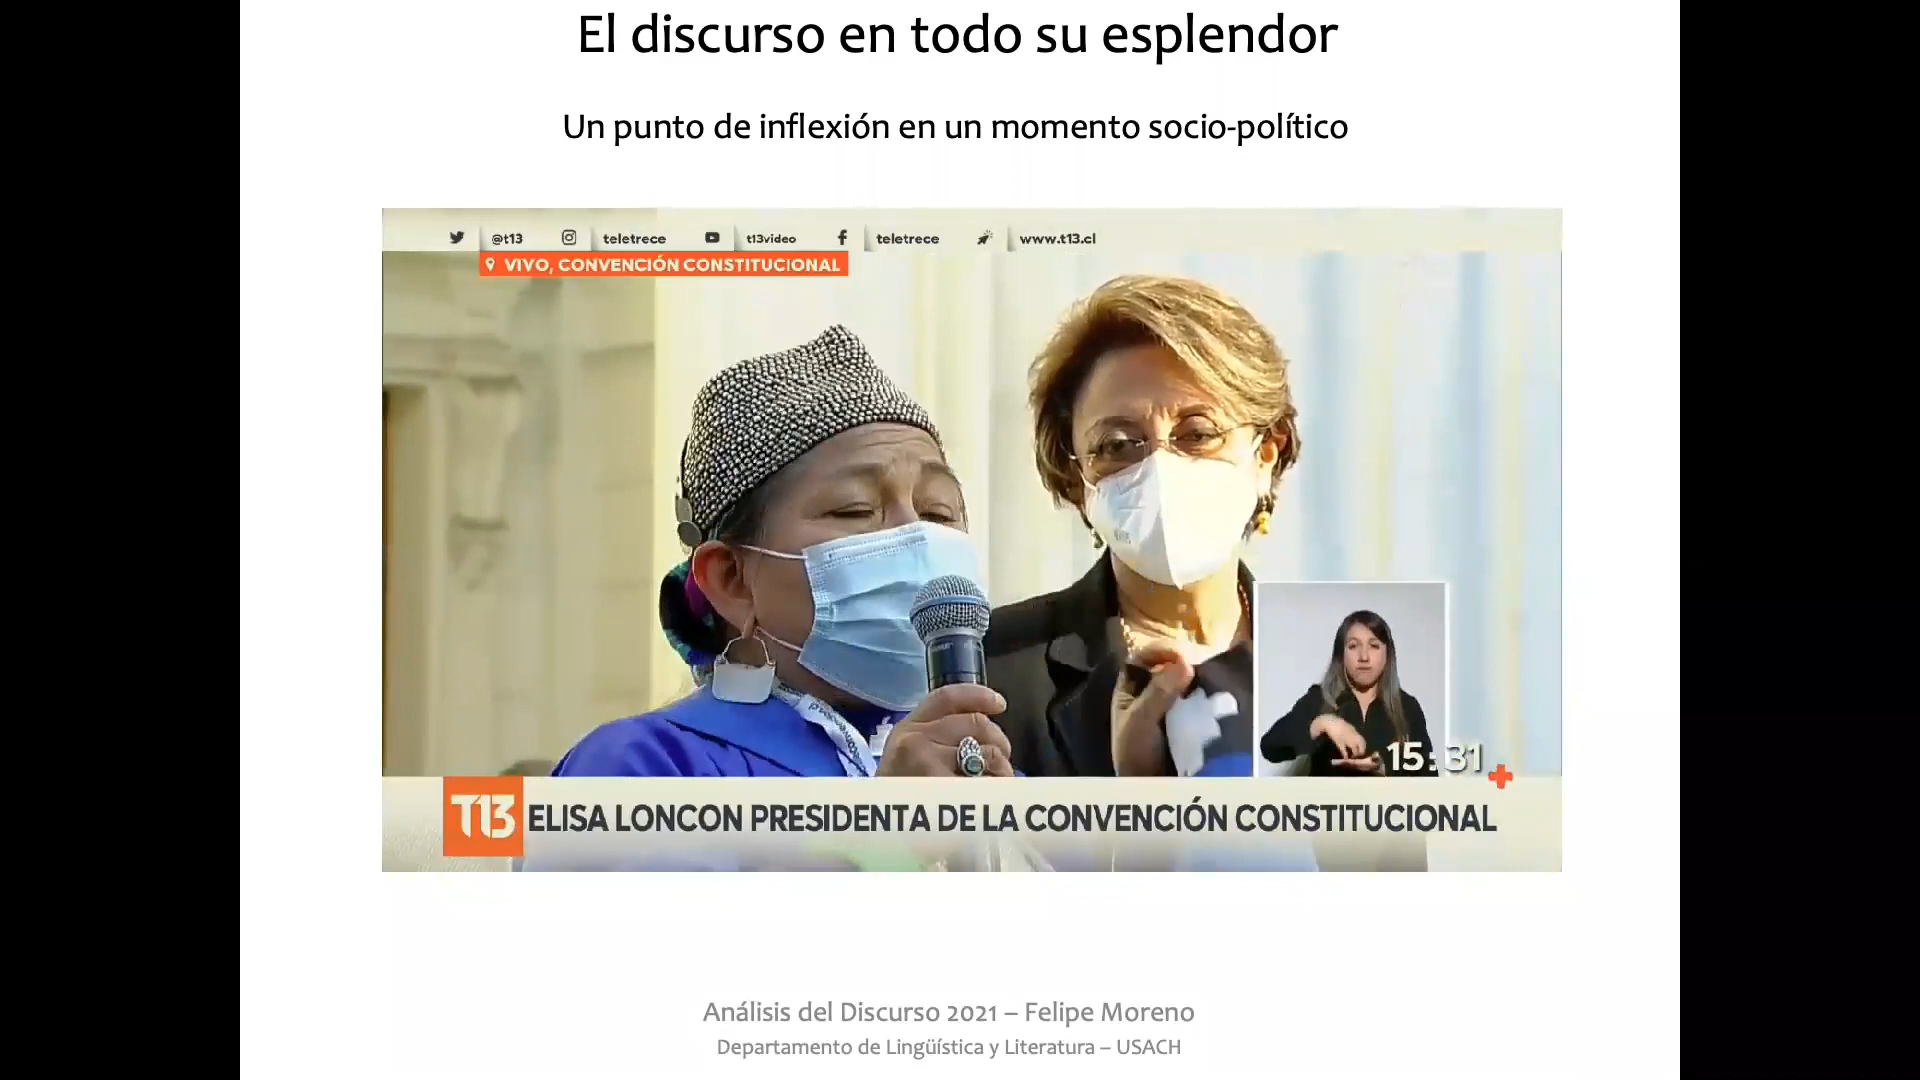 El discurso en todo su esplendor
Un punto de inflexión en un momento socio-político
@t13 teletrece t13video teletrece www.t13.cl
VIVO, CONVENCIÓN CONSTITUCIONAL
15:31
T13 ELISA LONCON PRESIDENTA DE LA CONVENCIÓN CONSTITUCIONAL
Análisis del Discurso 2021 – Felipe Moreno
Departamento de Lingüística y Literatura – USACH